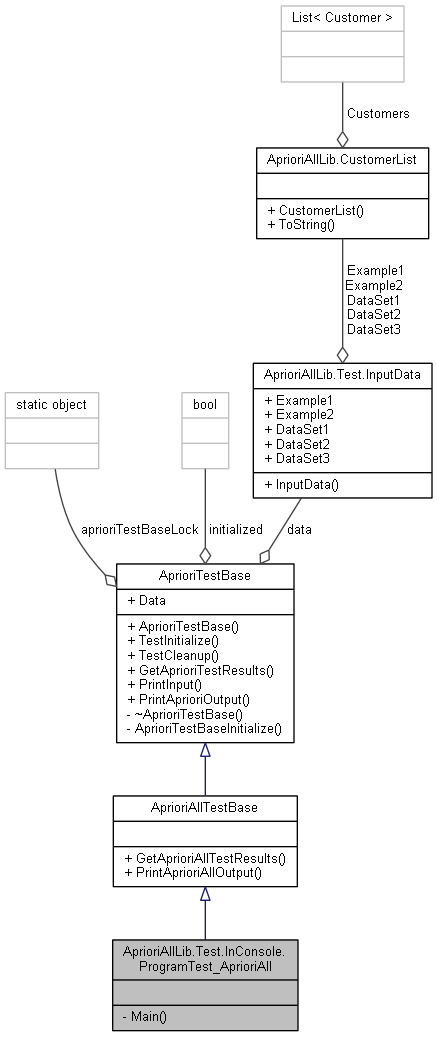 List< Customer >
Customers
AprioriAllLib.CustomerList
+ CustomerList()
+ ToString()
Example1
Example2
DataSet1
DataSet2
DataSet3
AprioriAllLib.Test.InputData
+ Example1
+ Example2
+ DataSet1
+ DataSet2
+ DataSet3
+ InputData()
static object
bool
aprioriTestBaseLock
initialized
data
AprioriTestBase
+ Data
+ AprioriTestBase()
+ TestInitialize()
+ TestCleanup()
+ GetAprioriTestResults()
+ PrintInput()
+ PrintAprioriOutput()
- ~AprioriTestBase()
- AprioriTestBaseInitialize()
AprioriAllTestBase
+ GetAprioriAllTestResults()
+ PrintAprioriAllOutput()
AprioriAllLib.Test.InConsole.
ProgramTest_AprioriAll
- Main()